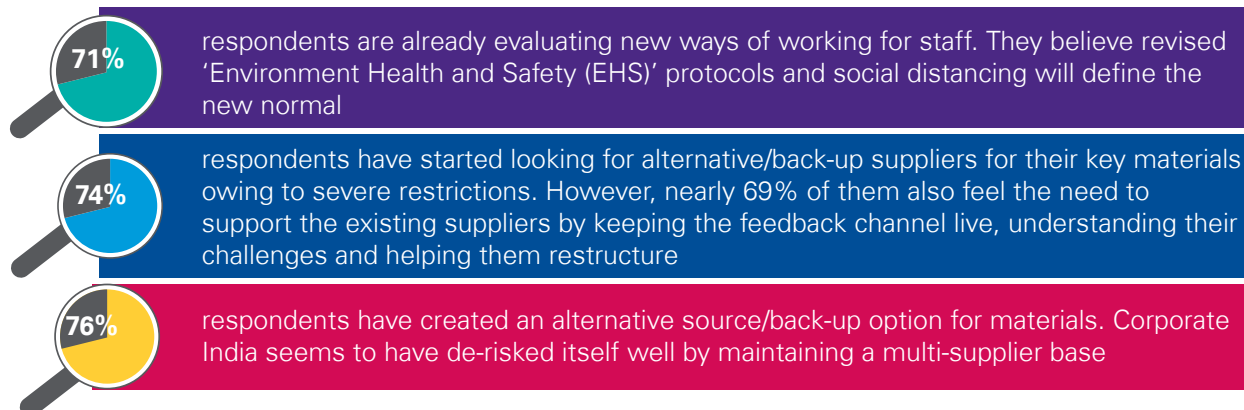 71%
respondents are already evaluating new ways of working for staff. They believe revised
‘Environment Health and Safety (EHS)’ protocols and social distancing will define the
new normal
74%
respondents have started looking for alternative/back-up suppliers for their key materials
owing to severe restrictions. However, nearly 69% of them also feel the need to
support the existing suppliers by keeping the feedback channel live, understanding their
challenges and helping them restructure
76%
respondents have created an alternative source/back-up option for materials. Corporate
India seems to have de-risked itself well by maintaining a multi-supplier base